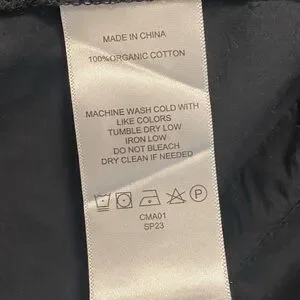 MADE IN CHINA
100%ORGANIC COTTON
MACHINE WASH COLD WITH
LIKE COLORS
TUMBLE DRY LOW
IRON LOW
DO NOT BLEACH
DRY CLEAN IF NEEDED
P
CMA01
SP23